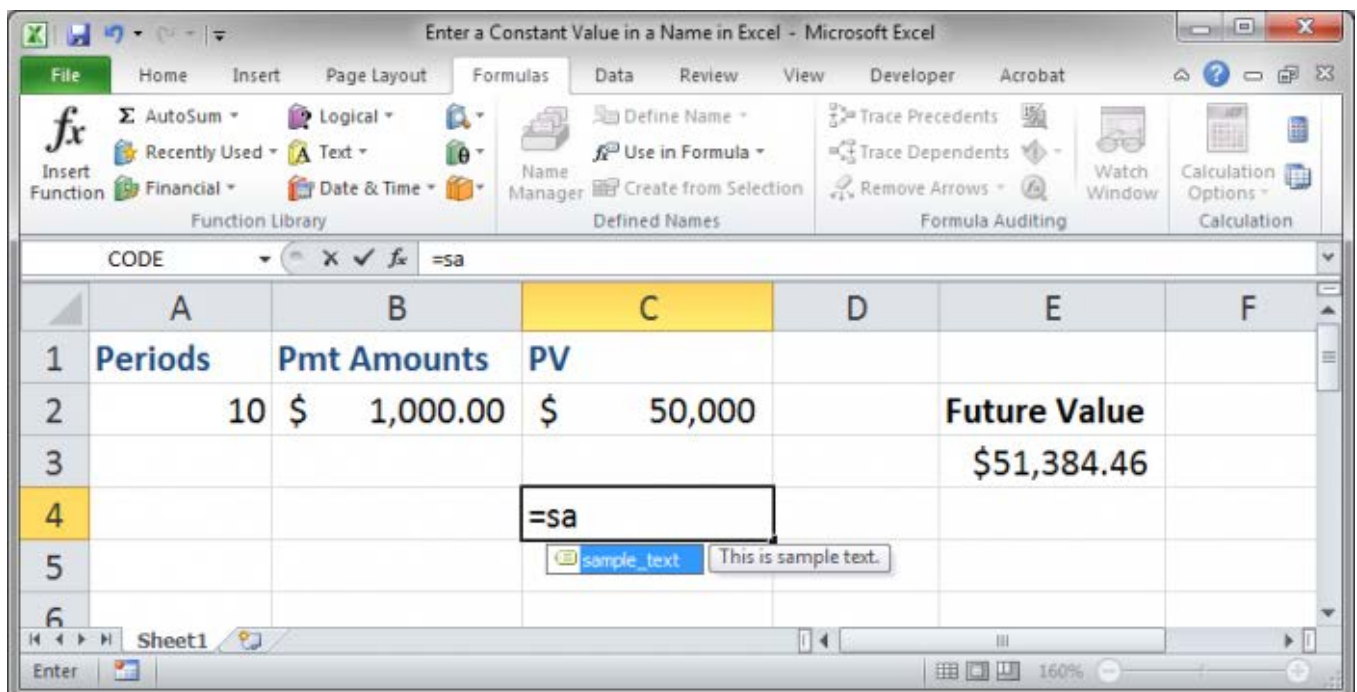 Enter a Constant Value in a Name in Excel - Microsoft Excel
File Home Insert Page Layout Formulas Data Review View Developer Acrobat
fx Σ AutoSum Logical Define Name Trace Precedents
Recently Used Text Use in Formula Trace Dependents
Insert Function Financial Date & Time Name Manager Create from Selection Remove Arrows Watch Window Calculation Options
Function Library Defined Names Formula Auditing Calculation
CODE fx =sa
A B C D E F
1 Periods Pmt Amounts PV
2 10 $ 1,000.00 $ 50,000 Future Value
3 $51,384.46
4 =sa
5 sample_text This is sample text.
6
Sheet1
Enter 160%